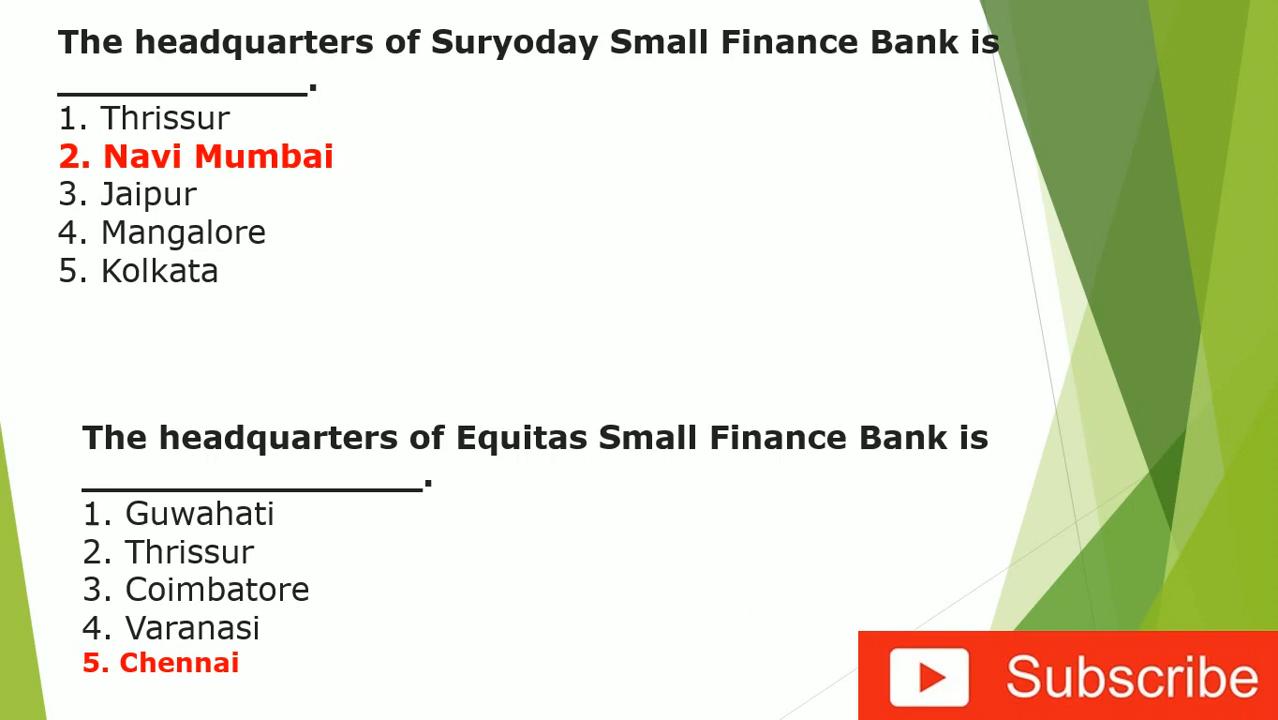 The headquarters of Suryoday Small Finance Bank is
_____________.
1. Thrissur
2. Navi Mumbai
3. Jaipur
4. Mangalore
5. Kolkata
The headquarters of Equitas Small Finance Bank is
__________________.
1. Guwahati
2. Thrissur
3. Coimbatore
4. Varanasi
5. Chennai
Subscribe